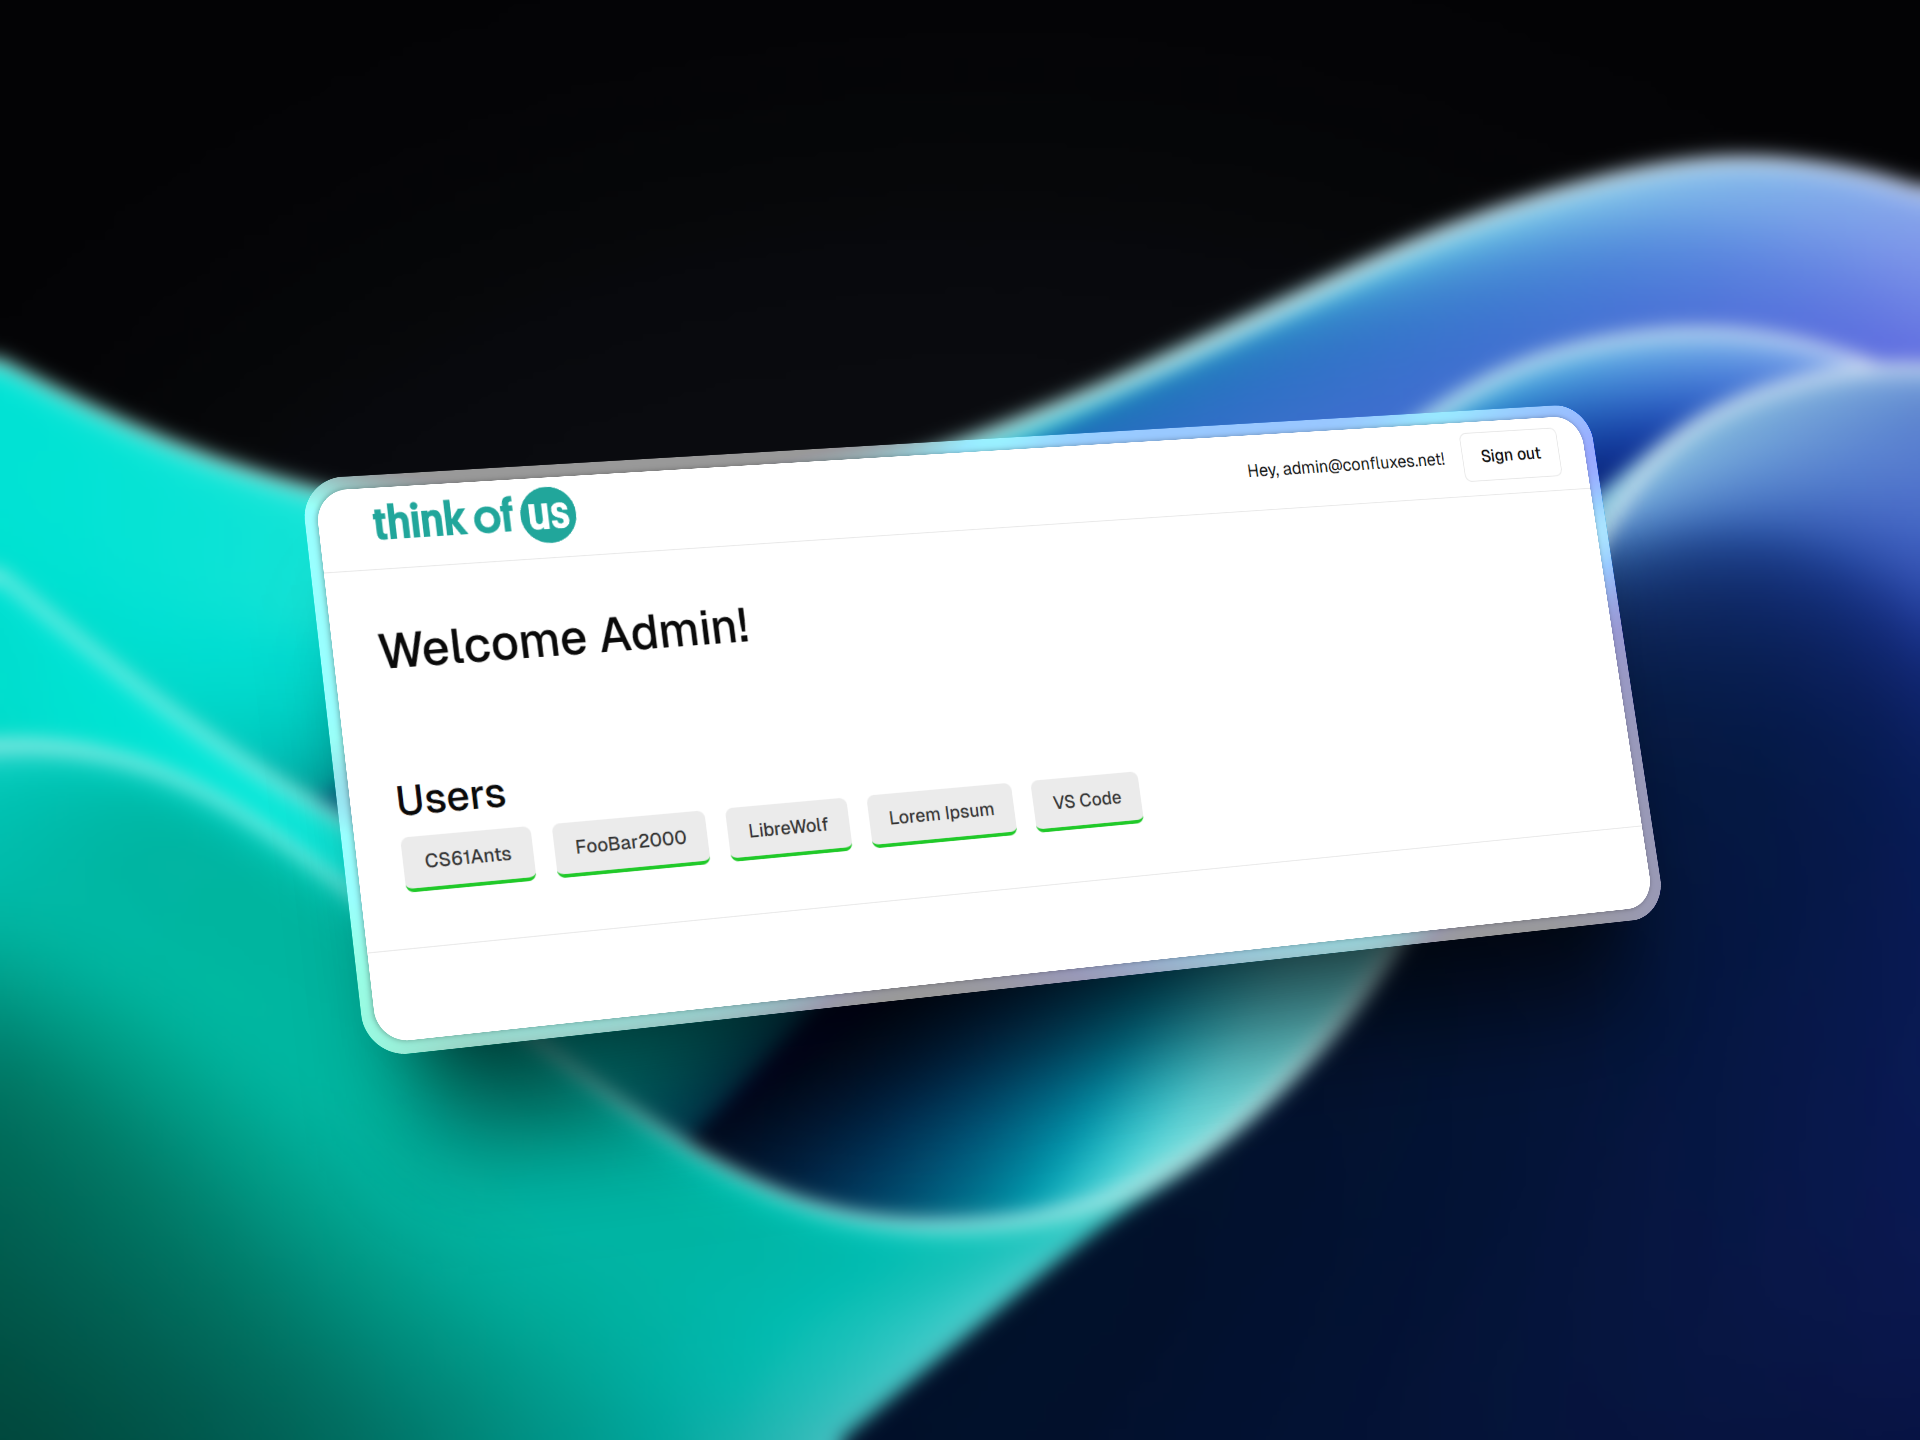 think of us
Hey, admin@confluxes.net!
Sign out
Welcome Admin!
Users
CS61Ants
FooBar2000
LibreWolf
Lorem Ipsum
VS Code